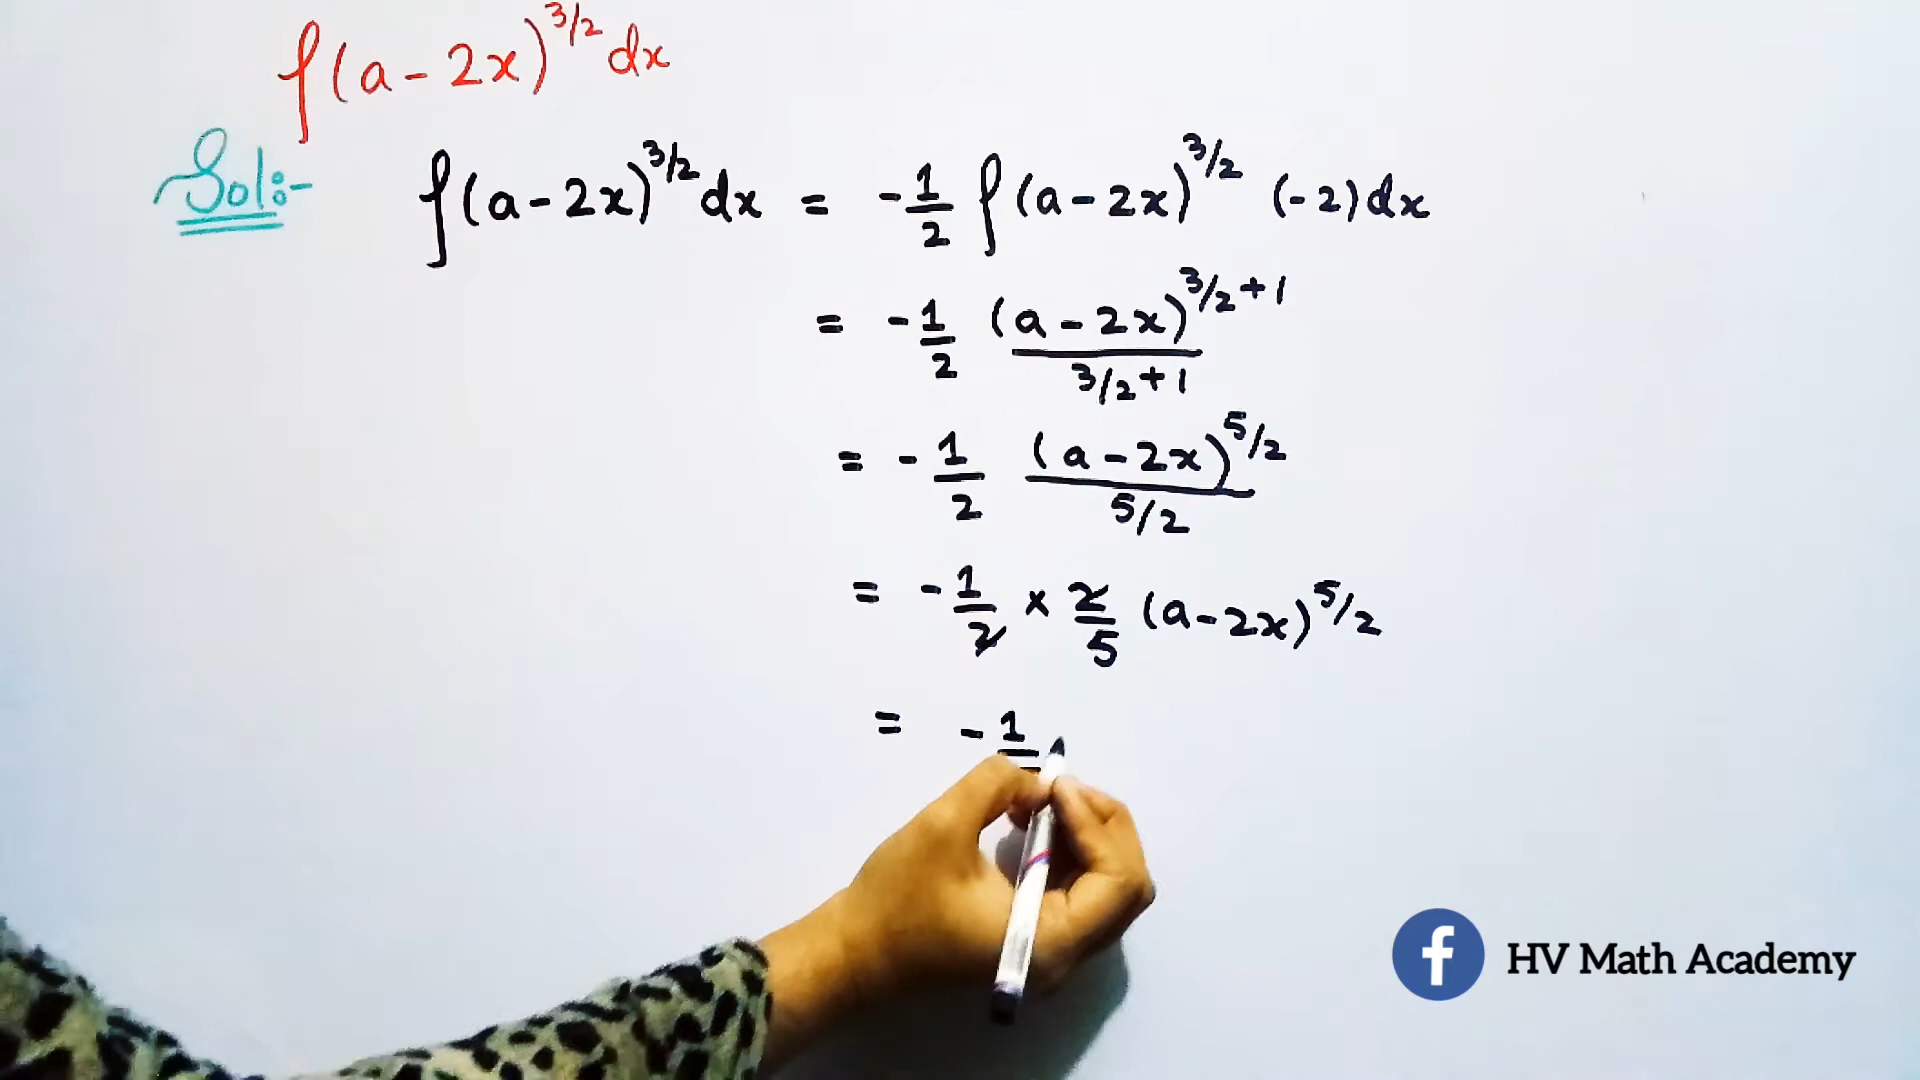 ∫(a-2x)^3/2 dx
Sol:- ∫(a-2x)^3/2 dx = -1/2 ∫(a-2x)^3/2 (-2)dx
= -1/2 (a-2x)^3/2+1 / 3/2+1
= -1/2 (a-2x)^5/2 / 5/2
= -1/2 × 2/5 (a-2x)^5/2
= -1
f HV Math Academy